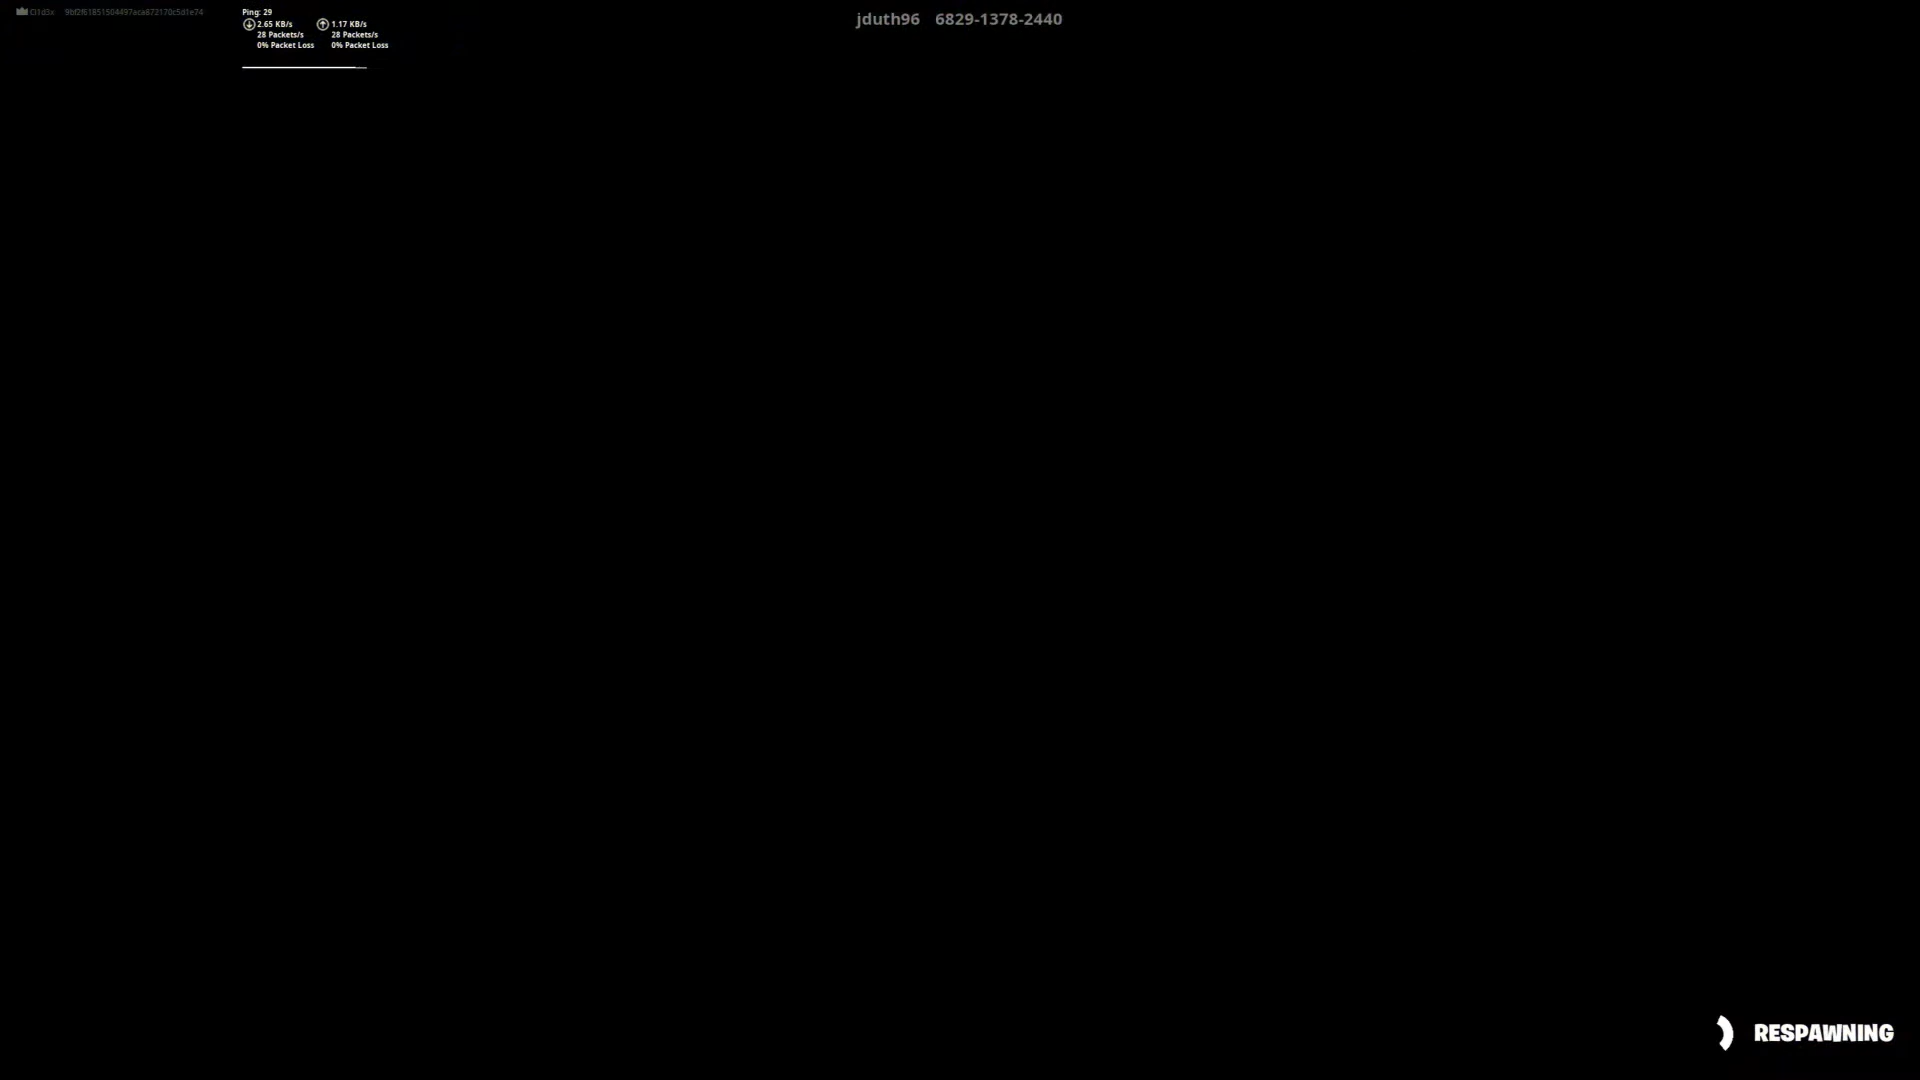 Cl1d3x
Ping: 29
2.65 KB/s 1.17 KB/s
28 Packets/s 28 Packets/s
0% Packet Loss 0% Packet Loss
jduth96 6829-1378-2440
RESPAWNING